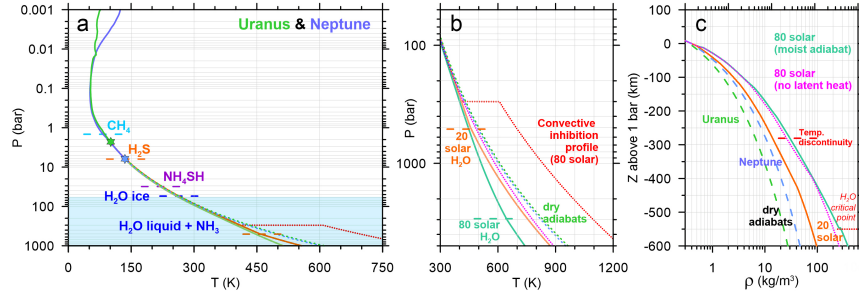 a
Uranus & Neptune
0.001
0.01
0.1
1
10
100
1000
P (bar)
CH4
H2S
NH4SH
H2O ice
H2O liquid + NH3
0
150
300
450
600
750
T (K)
b
100
1000
P (bar)
20
solar
H2O
Convective
inhibition
profile
(80 solar)
dry
adiabats
80 solar
H2O
300
600
900
1200
T (K)
c
100
0
-100
-200
-300
-400
-500
-600
Z above 1 bar (km)
80 solar
(moist adiabat)
80 solar
(no latent heat)
Uranus
Temp.
discontinuity
Neptune
H2O
critical
point
dry
adiabats
20
solar
1
10
100
ρ (kg/m³)